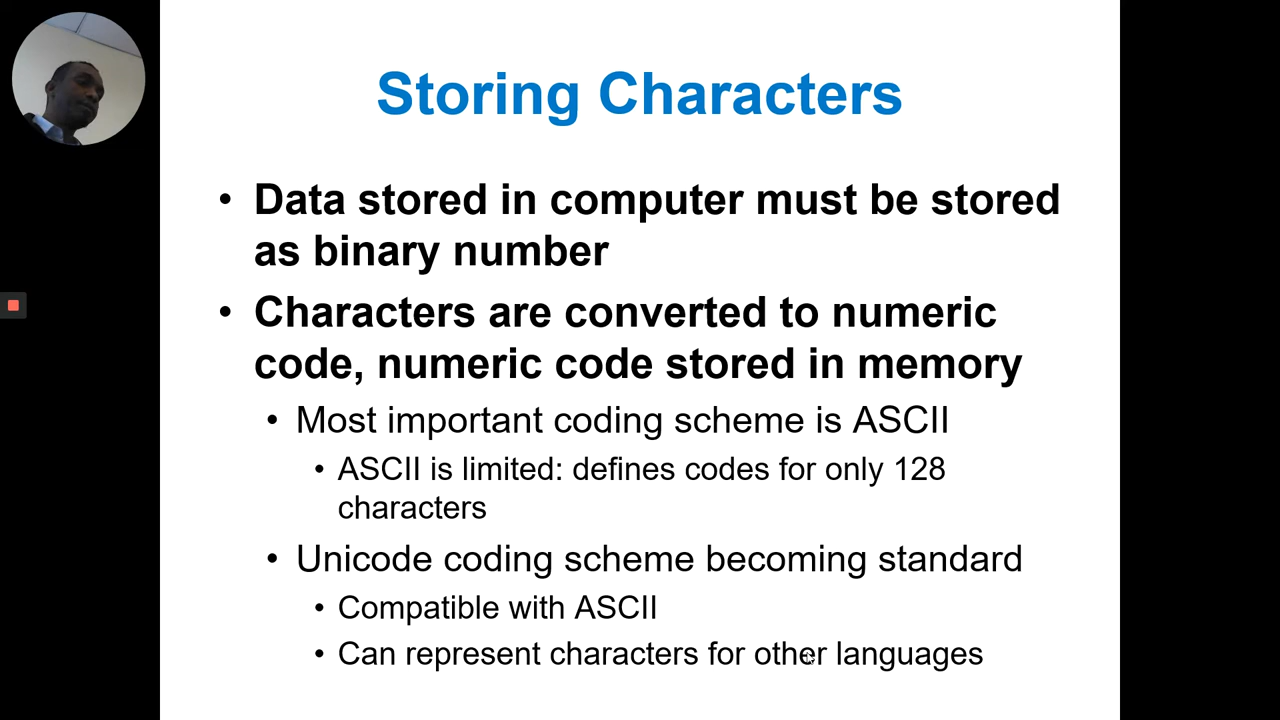 Storing Characters
• Data stored in computer must be stored
as binary number
• Characters are converted to numeric
code, numeric code stored in memory
• Most important coding scheme is ASCII
• ASCII is limited: defines codes for only 128
characters
• Unicode coding scheme becoming standard
• Compatible with ASCII
• Can represent characters for other languages